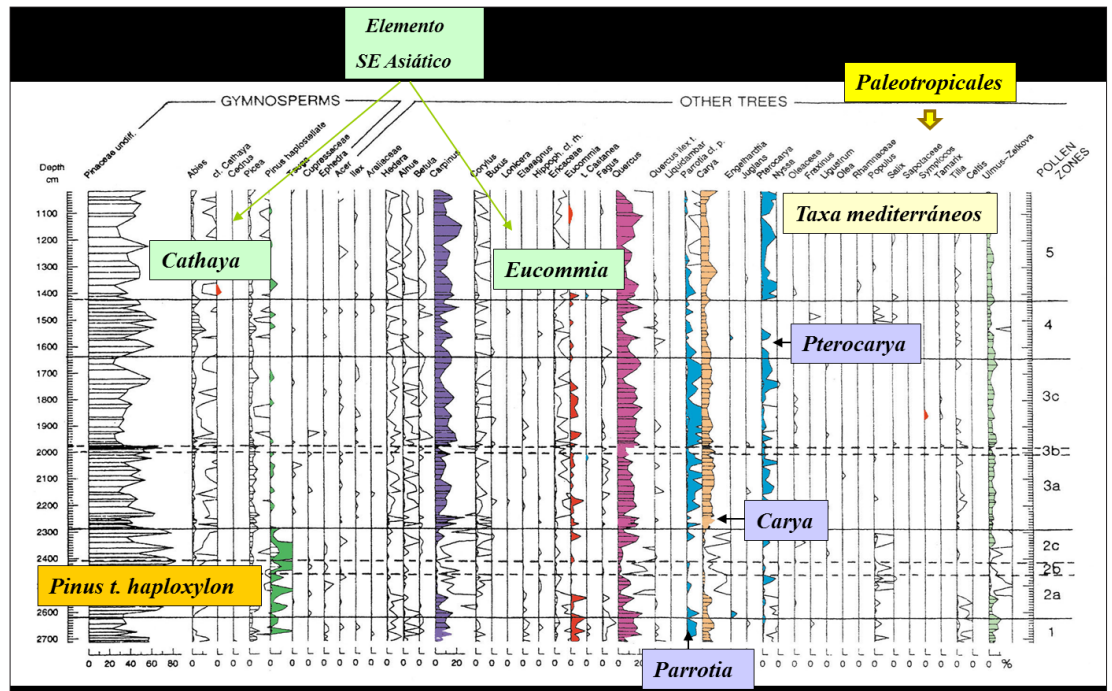 Elemento
SE Asiático
Paleotropicales
GYMNOSPERMS
OTHER TREES
Depth
cm
Pinaceae undiff.
Abies
cf. Cathaya
Cedrus
Picea
Pinus haplostellate
Tsuga
Cupressaceae
Ephedra
Acer
Ilex
Araliaceae
Hedera
Alnus
Betula
Carpinus
Corylus
Buxus
Lonicera
Elaeagnus
Hippoph. cf. rh.
Ericaceae
Eucommia
t. Castanea
Fagus
Quercus
Quercus ilex t.
Liquidambar
Parrotia cf. p.
Carya
Engelhardtia
Juglans
Pterocarya
Nyssa
Oleaceae
Fraxinus
Ligustrum
Olea
Rhamnaceae
Populus
Salix
Sapotaceae
Symplocos
Tamarix
Tilia
Celtis
Ulmus-Zelkova
POLLEN
ZONES
1100
1200
1300
1400
1500
1600
1700
1800
1900
2000
2100
2200
2300
2400
2600
2700
Taxa mediterráneos
Cathaya
Eucommia
Pterocarya
Carya
Pinus t. haploxylon
Parrotia
5
4
3c
3b
3a
2c
2b
2a
1
0 20 40 60 80
%